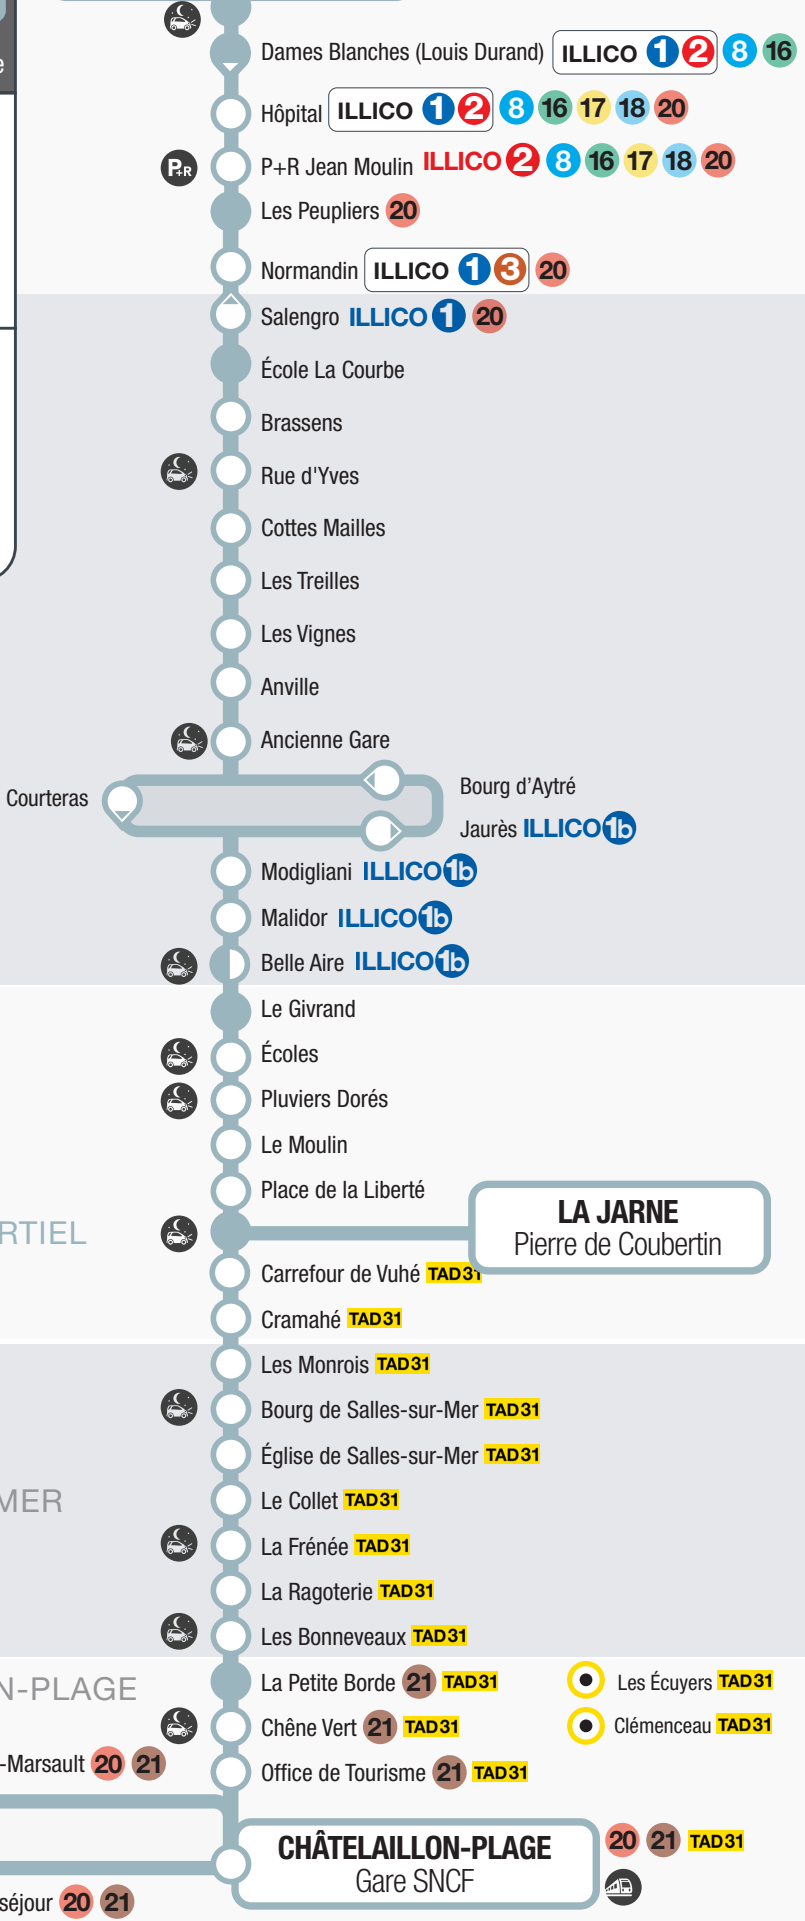 e
Dames Blanches (Louis Durand) ILLICO 1 2 8 16
Hôpital ILLICO 1 2 8 16 17 18 20
P+R P+R Jean Moulin ILLICO 2 8 16 17 18 20
Les Peupliers 20
Normandin ILLICO 1 3 20
Salengro ILLICO 1 20
École La Courbe
Brassens
Rue d'Yves
Cottes Mailles
Les Treilles
Les Vignes
Anville
Ancienne Gare
Bourg d'Aytré
Courteras
Jaurès ILLICO 1b
Modigliani ILLICO 1b
Malidor ILLICO 1b
Belle Aire ILLICO 1b
Le Givrand
Écoles
Pluviers Dorés
Le Moulin
Place de la Liberté
LA JARNE
Pierre de Coubertin
RTIEL
Carrefour de Vuhé TAD31
Cramahé TAD31
Les Monrois TAD31
Bourg de Salles-sur-Mer TAD31
Église de Salles-sur-Mer TAD31
Le Collet TAD31
MER
La Frénée TAD31
La Ragoterie TAD31
Les Bonneveaux TAD31
N-PLAGE
La Petite Borde 21 TAD31
Les Écuyers TAD31
Chêne Vert 21 TAD31
Clémenceau TAD31
-Marsault 20 21
Office de Tourisme 21 TAD31
CHÂTELAILLON-PLAGE
Gare SNCF
20 21 TAD31
séjour 20 21